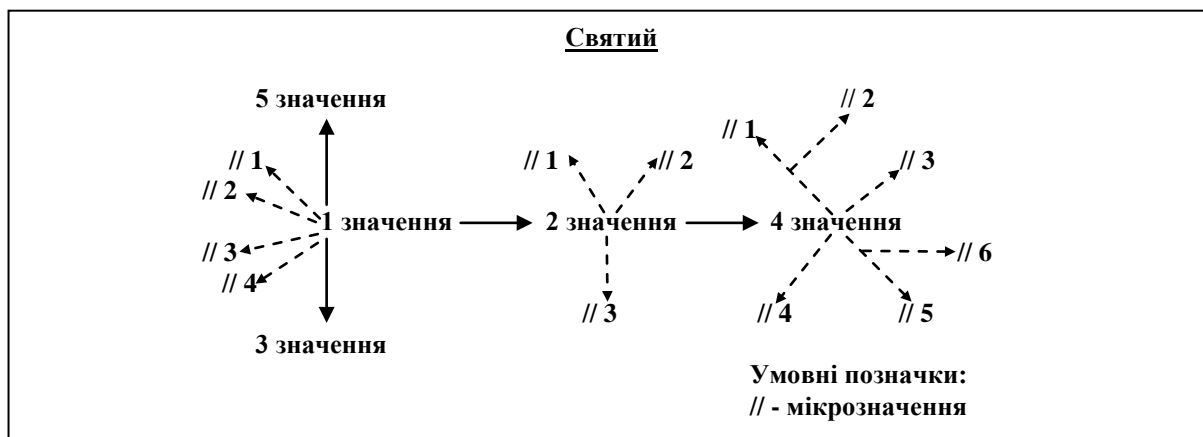 Святий
5 значення
// 2
// 1
// 1
// 1
// 2
// 3
// 2
1 значення
2 значення
4 значення
// 3
// 6
// 4
// 3
// 4
// 5
3 значення
Умовні позначки:
// - мікрозначення